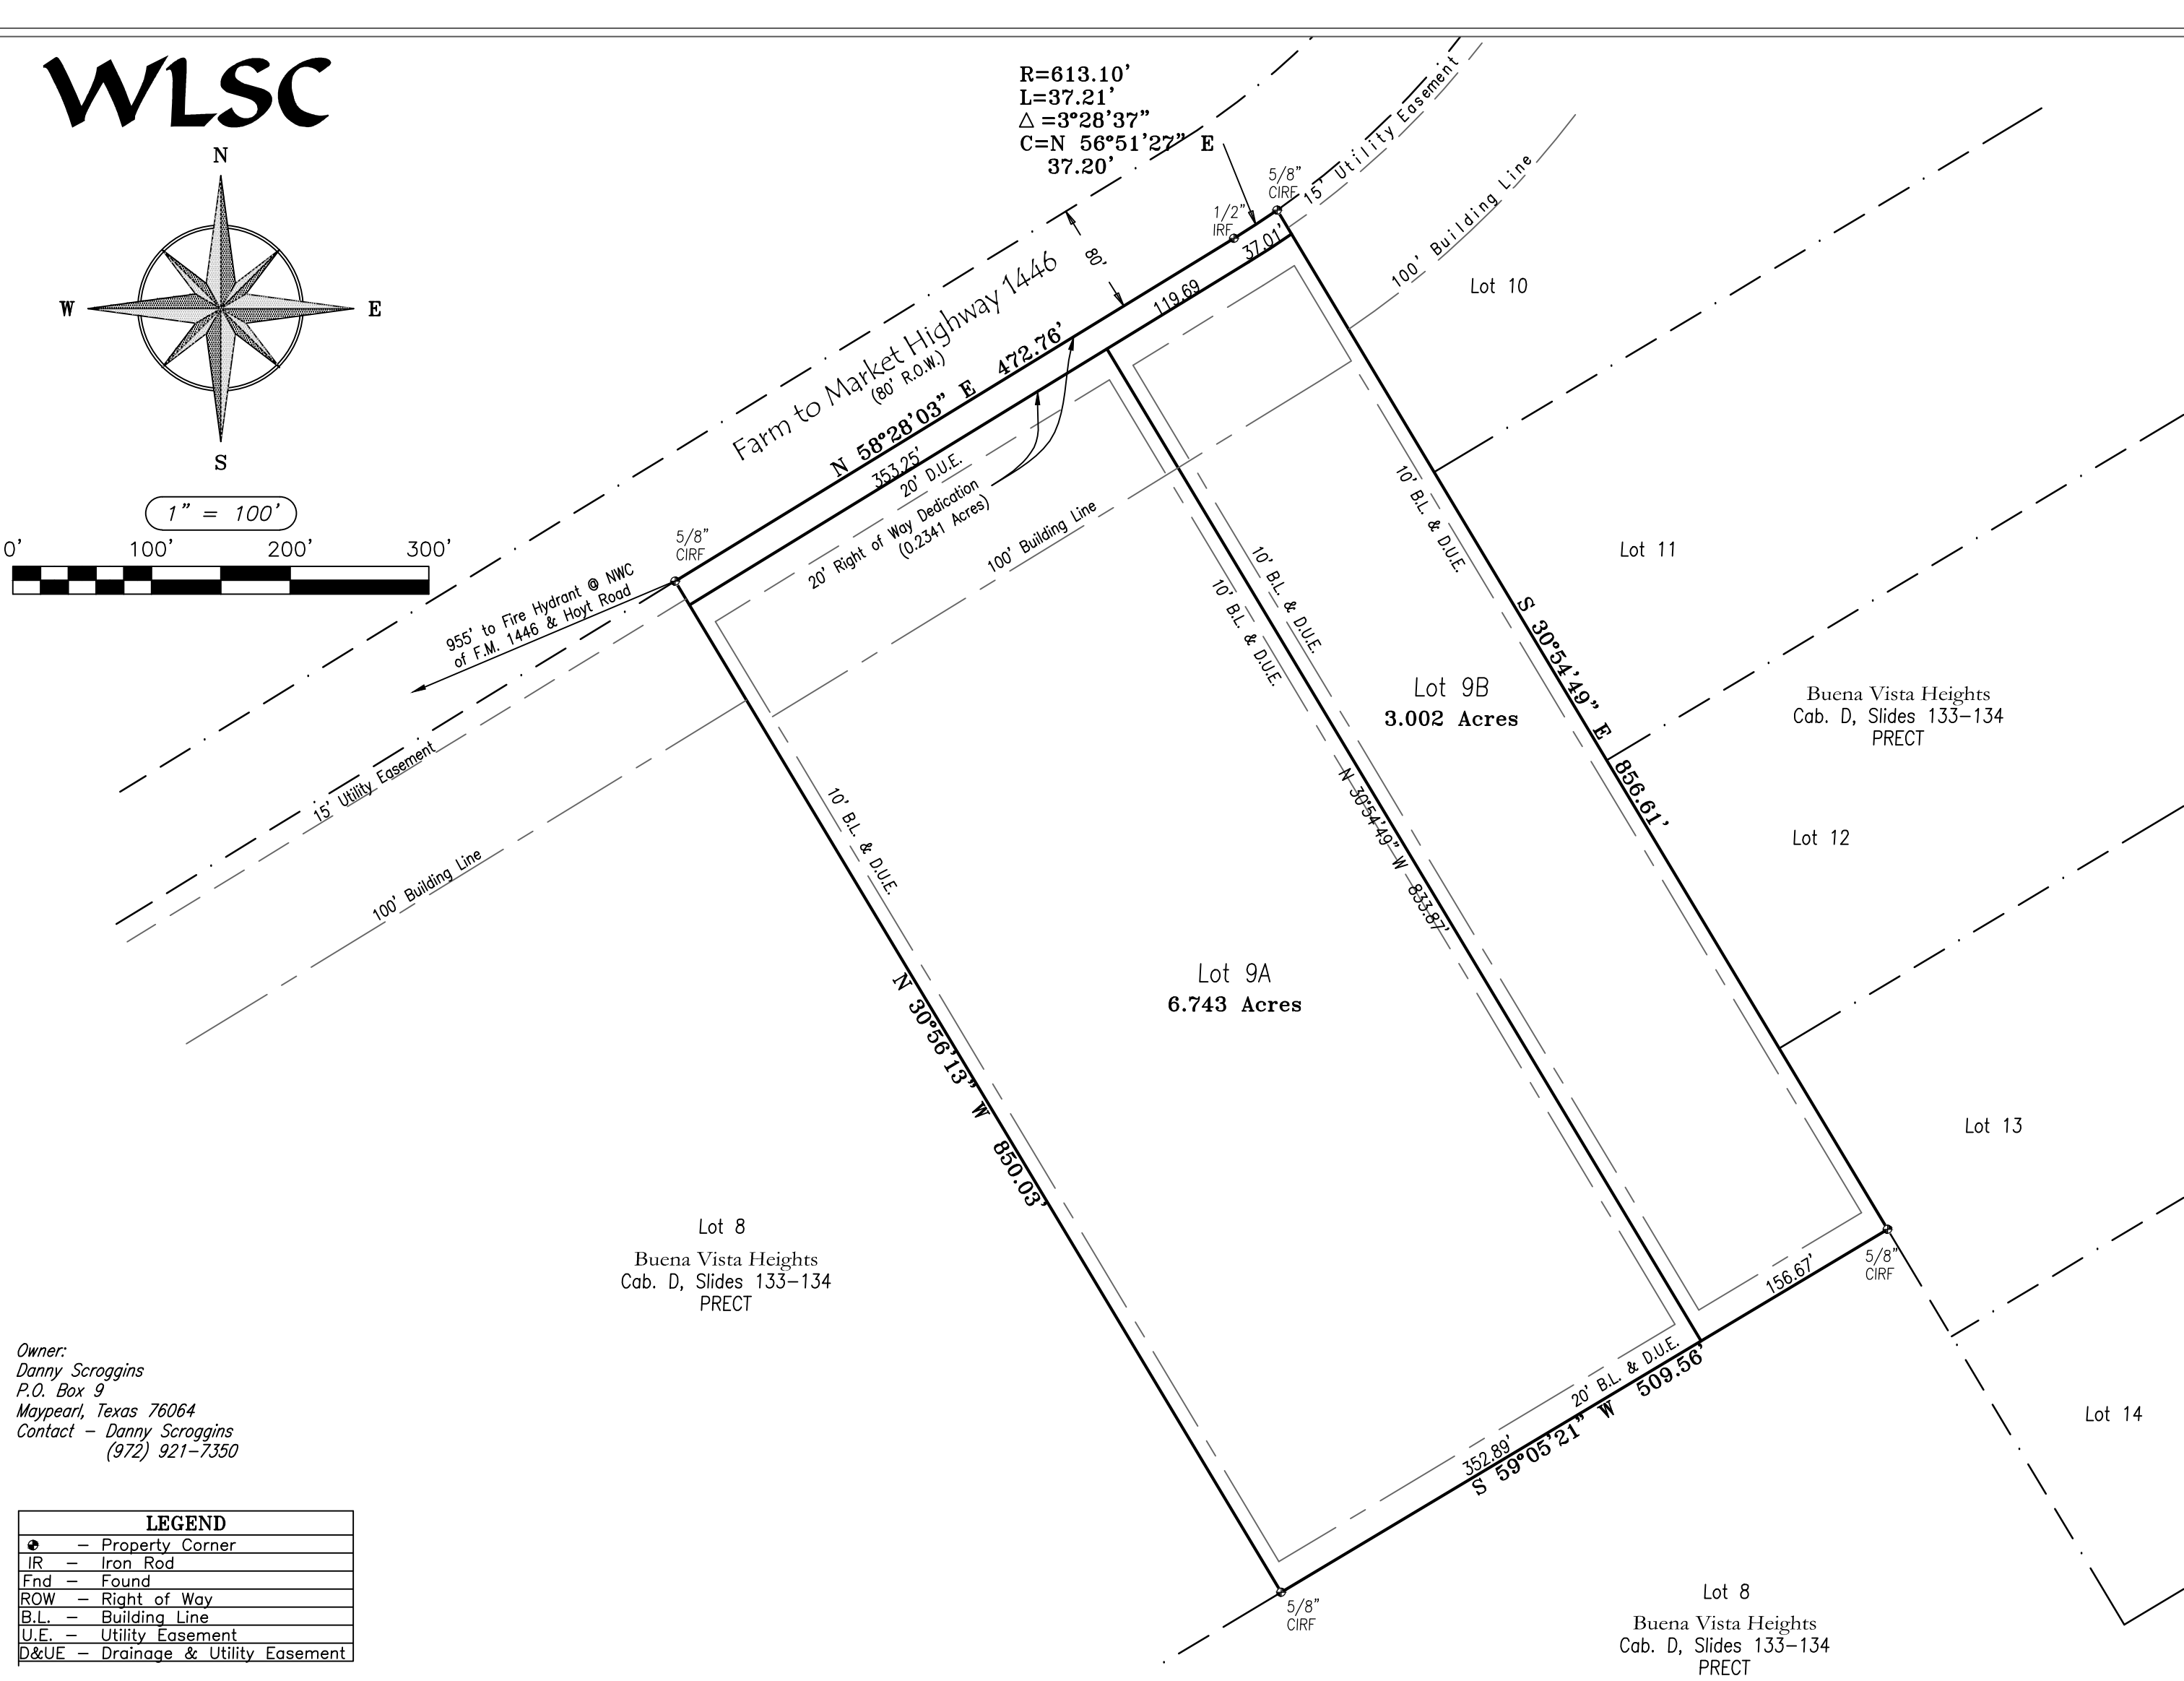 WLSC
N
W E
S
1” = 100’
0’ 100’ 200’ 300’
R=613.10’
L=37.21’
△ =3°28’37”
C=N 56°51’27” E
37.20’
5/8”
CIRF
1/2”
IRF
15’ Utility Easement
100’ Building Line
37.01’
80’
119.69
Farm to Market Highway 1446
(80’ R.O.W.)
N 58°28’03” E 472.76’
353.25’
20’ D.U.E.
20’ Right of Way Dedication
(0.2341 Acres)
100’ Building Line
5/8”
CIRF
955’ to Fire Hydrant @ NWC
of F.M. 1446 & Hoyt Road
15’ Utility Easement
100’ Building Line
10’ B.L. & D.U.E.
10’ B.L. & D.U.E.
10’ B.L. & D.U.E.
10’ B.L. & D.U.E.
Lot 10
Lot 11
S 30°54’49” E 856.61’
Lot 9B
3.002 Acres
Buena Vista Heights
Cab. D, Slides 133–134
PRECT
Lot 12
N 30°54’49” W 833.87’
Lot 9A
6.743 Acres
N 30°56’13” W 850.03’
Lot 13
Lot 8
Buena Vista Heights
Cab. D, Slides 133–134
PRECT
156.67’
5/8”
CIRF
20’ B.L. & D.U.E.
352.89’
S 59°05’21” W 509.56’
Lot 14
5/8”
CIRF
Lot 8
Buena Vista Heights
Cab. D, Slides 133–134
PRECT
Owner:
Danny Scroggins
P.O. Box 9
Maypearl, Texas 76064
Contact – Danny Scroggins
(972) 921–7350
LEGEND
– Property Corner
IR – Iron Rod
Fnd – Found
ROW – Right of Way
B.L. – Building Line
U.E. – Utility Easement
D&UE – Drainage & Utility Easement